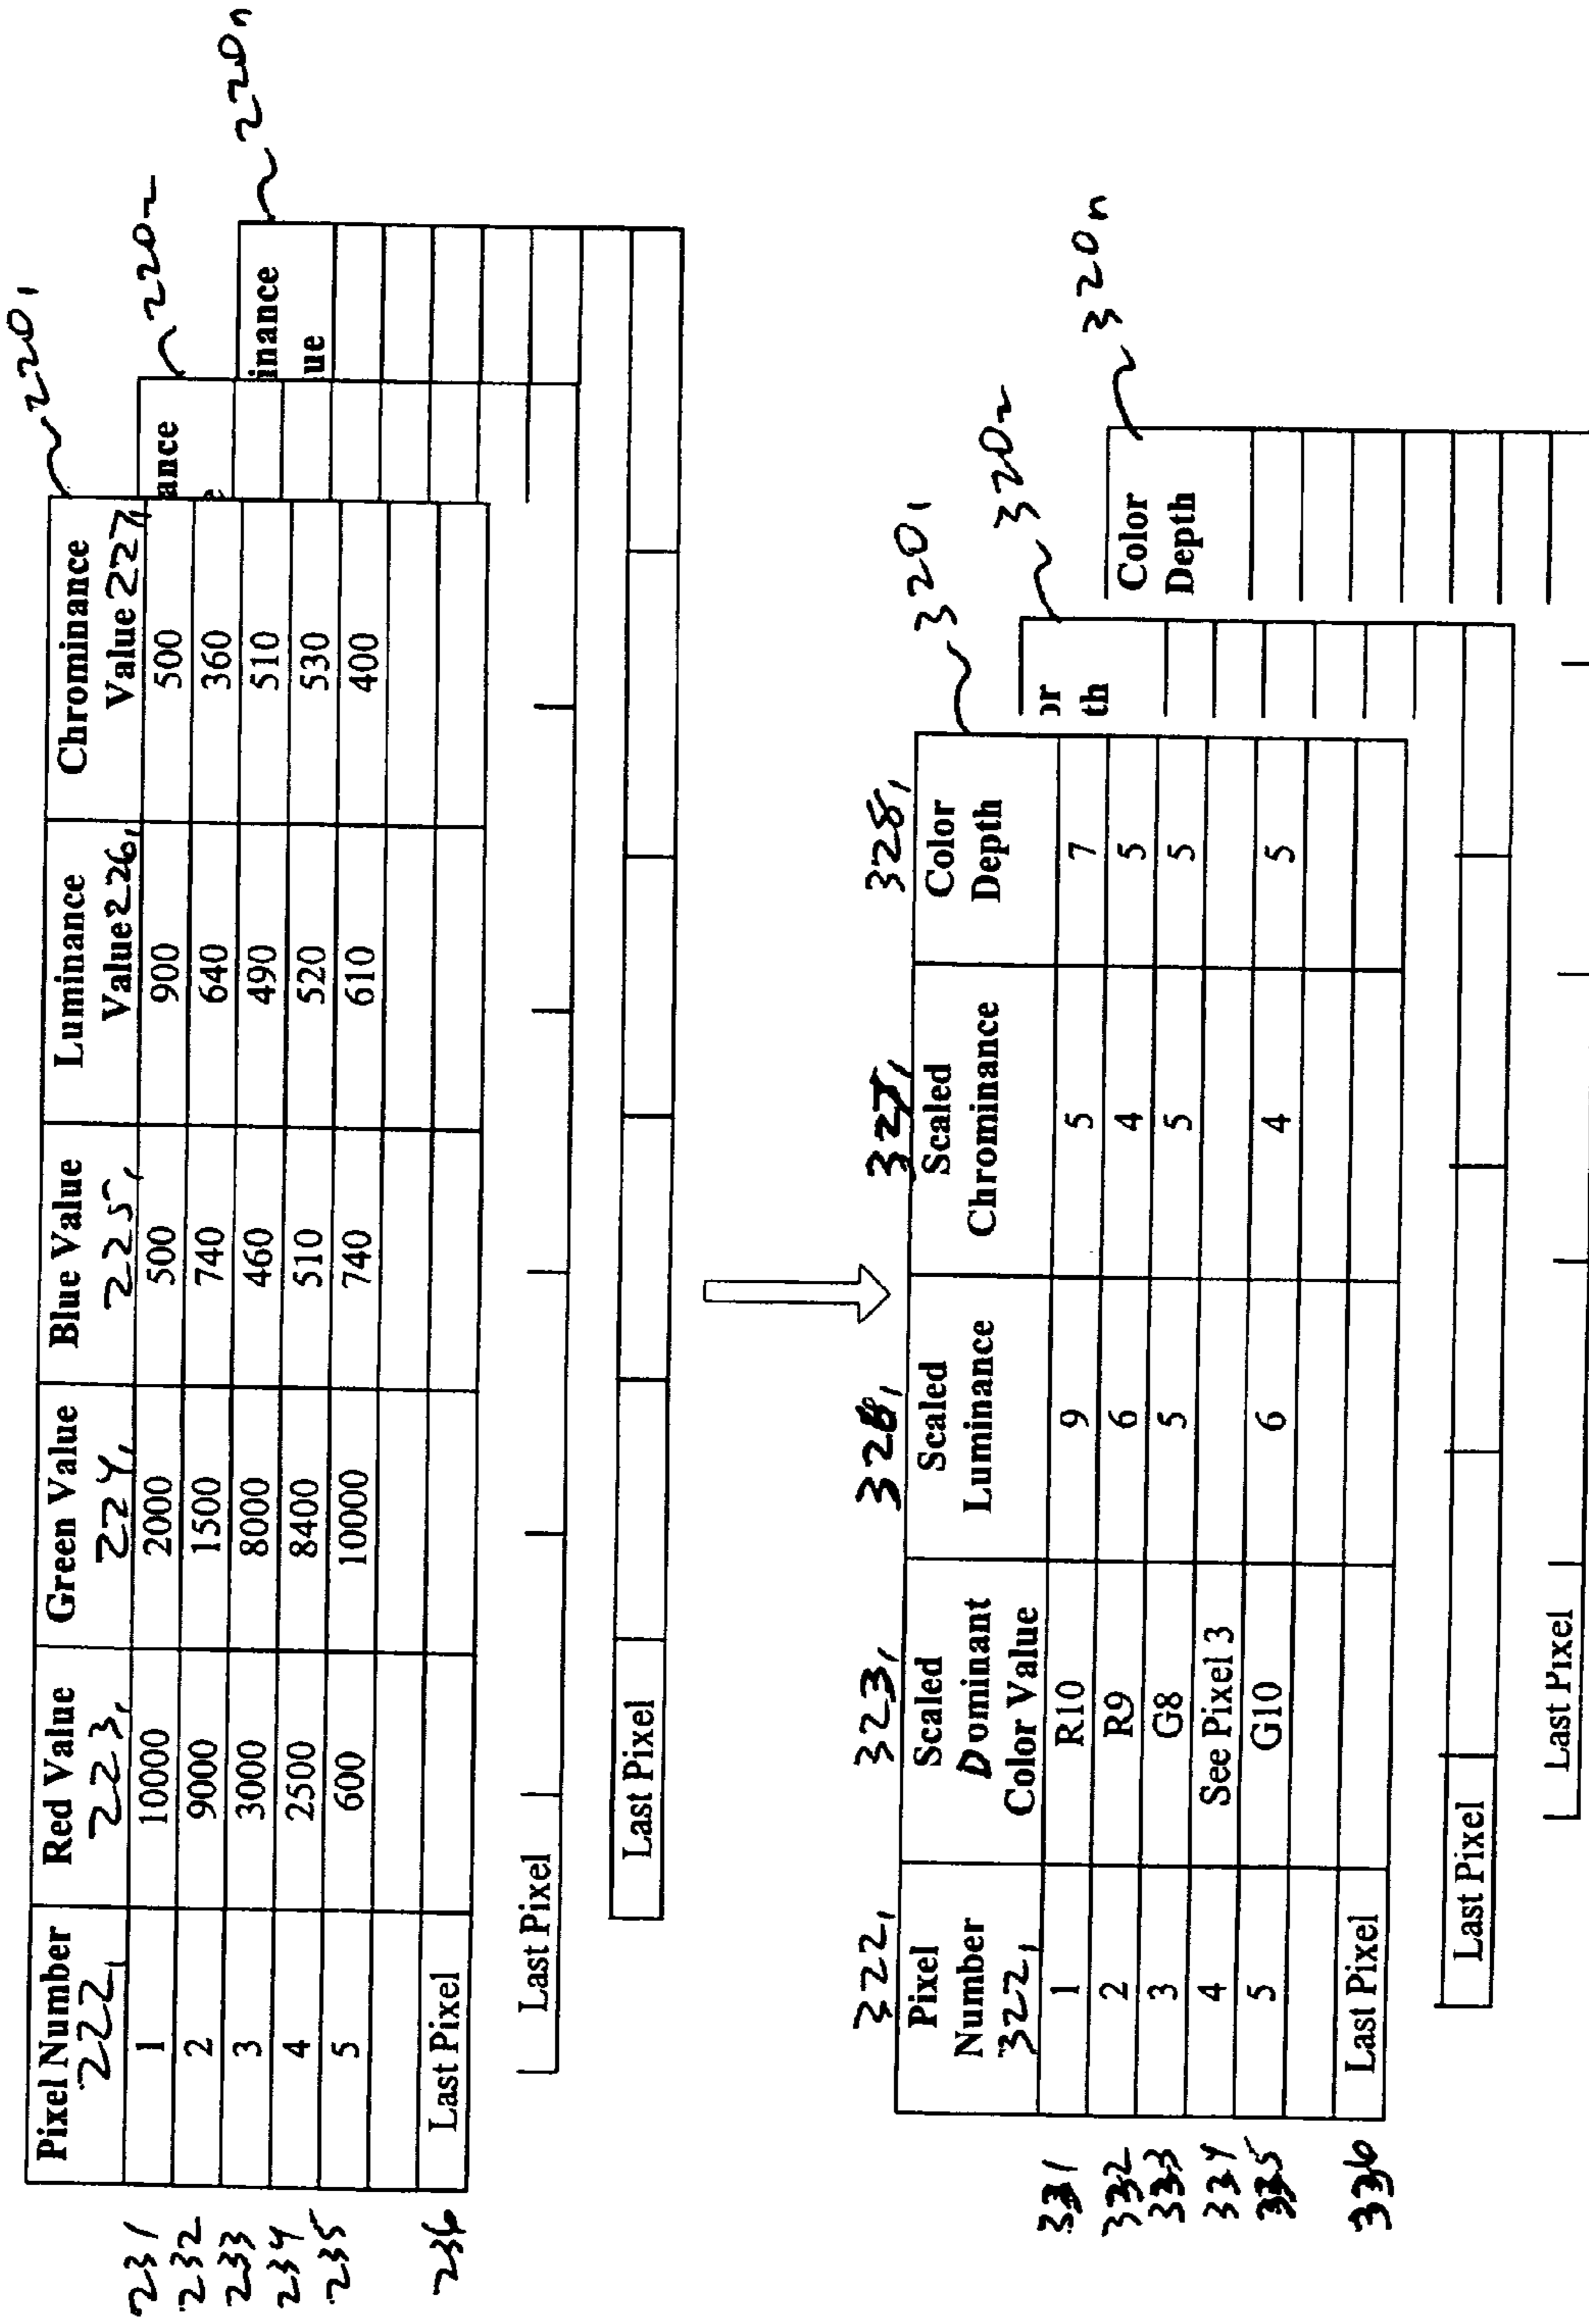 220₁
220₂
220n
Pixel Number 222₁ Red Value 223₁ Green Value 224₁ Blue Value 225₁ Luminance Value 226₁ Chrominance Value 227₁
231 1 10000 2000 500 900 500
232 2 9000 1500 740 640 360
233 3 3000 8000 460 490 510
234 4 2500 8400 510 520 530
235 5 600 10000 740 610 400
236 Last Pixel
ance
e
inance
ue
Last Pixel
Last Pixel
322₁ 323₁ 328₁ 327₁ 328₁
320₁
320₂
320n
Pixel Number 322₁ Scaled Dominant Color Value Scaled Luminance Scaled Chrominance Color Depth
331 1 R10 9 5 7
332 2 R9 6 4 5
333 3 G8 5 5 5
334 4 See Pixel 3
335 5 G10 6 4 5
336 Last Pixel
or
th
Color
Depth
Last Pixel
Last Pixel